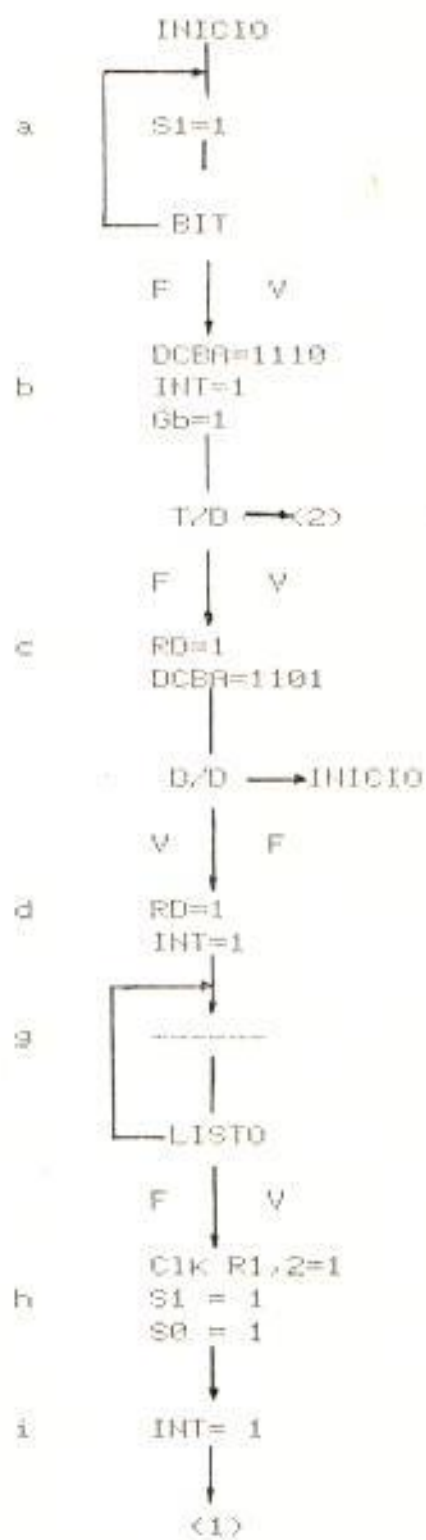 INICIO
a S1=1
BIT
F V
DCBA=1110
b INT=1
Gb=1
T/D (2)
F V
c RD=1
DCBA=1101
D/D INICIO
V F
d RD=1
INT=1
g ----------
LISTO
F V
Clk R1,2=1
h S1 = 1
S0 = 1
i INT= 1
(1)